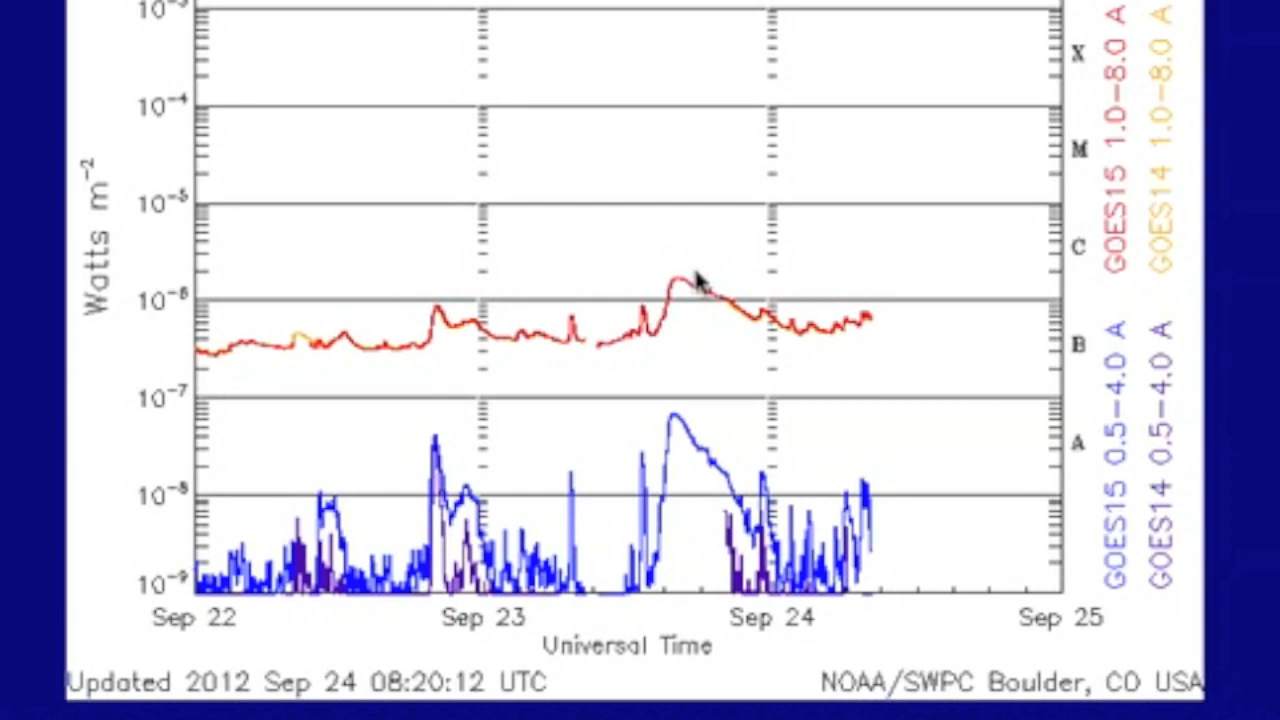 10⁻³
X
10⁻⁴
M
10⁻⁵
C
10⁻⁶
B
10⁻⁷
A
10⁻⁸
10⁻⁹
Watts m⁻²
GOES15 1.0-8.0 A
GOES14 1.0-8.0 A
GOES15 0.5-4.0 A
GOES14 0.5-4.0 A
Sep 22 Sep 23 Sep 24 Sep 25
Universal Time
Updated 2012 Sep 24 08:20:12 UTC NOAA/SWPC Boulder, CO USA